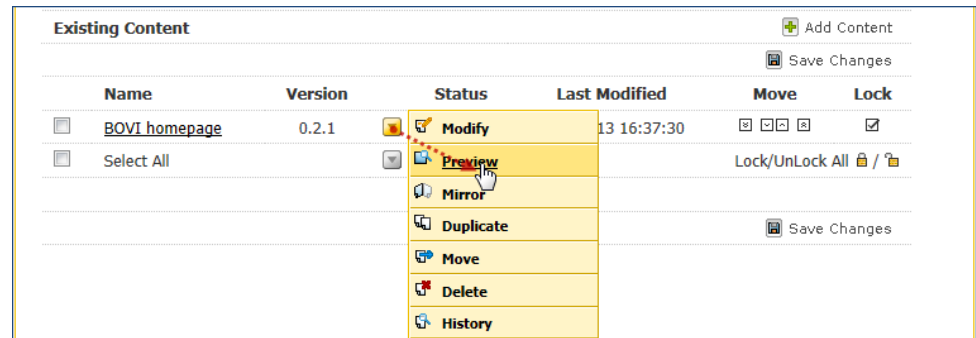 Existing Content Add Content
Save Changes
Name Version Status Last Modified Move Lock
BOVI homepage 0.2.1 Modify 13 16:37:30
Select All Preview Lock/UnLock All /
Mirror
Duplicate Save Changes
Move
Delete
History